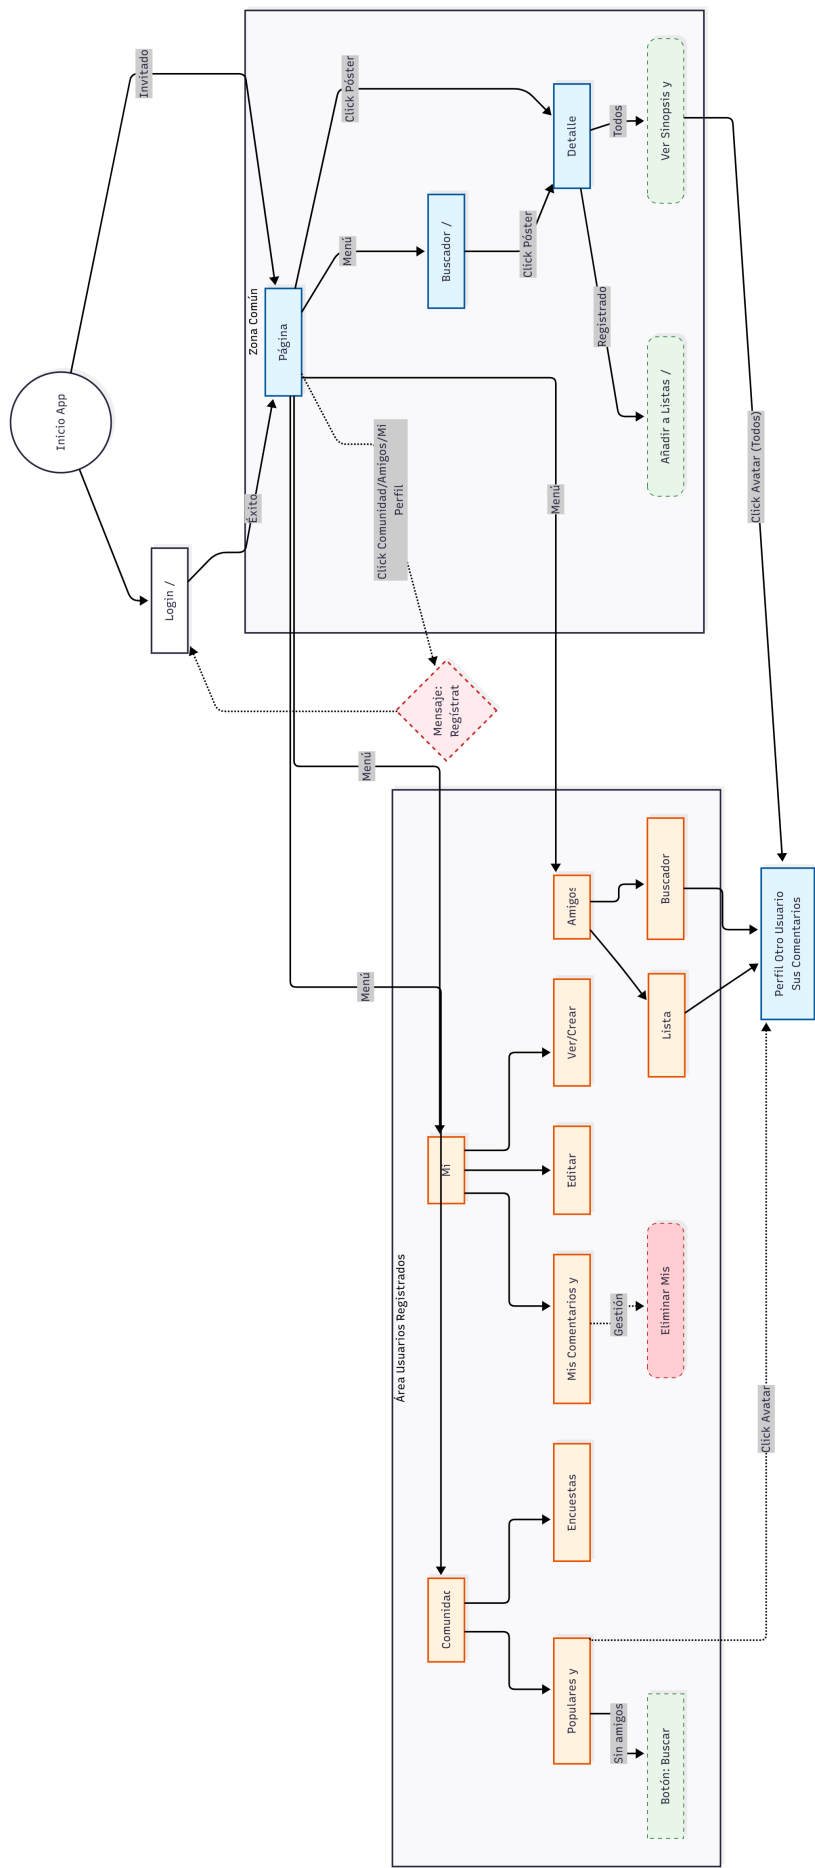 Inicio App
Invitado
Login /
Éxito
Zona Común
Página
Click Póster
Menú
Buscador /
Click Póster
Detalle
Todos
Ver Sinopsis y
Registrado
Añadir a Listas /
Click Comunidad/Amigos/Mi
Perfil
Menú
Mensaje:
Regístrat
Menú
Menú
Click Avatar (Todos)
Área Usuarios Registrados
Amigos
Buscador
Lista
Perfil Otro Usuario
Sus Comentarios
Mi
Ver/Crear
Editar
Mis Comentarios y
Gestión
Eliminar Mis
Click Avatar
Comunidad
Encuestas
Populares y
Sin amigos
Botón: Buscar